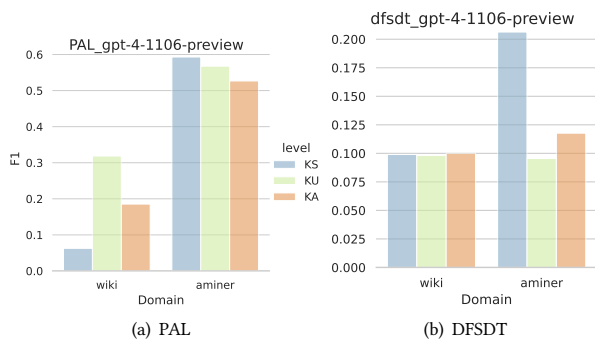 PAL_gpt-4-1106-preview
F1
0.6
0.5
0.4
0.3
0.2
0.1
0.0
wiki
aminer
Domain
(a) PAL
level
KS
KU
KA
dfsdt_gpt-4-1106-preview
0.200
0.175
0.150
0.125
0.100
0.075
0.050
0.025
0.000
wiki
aminer
Domain
(b) DFSDT